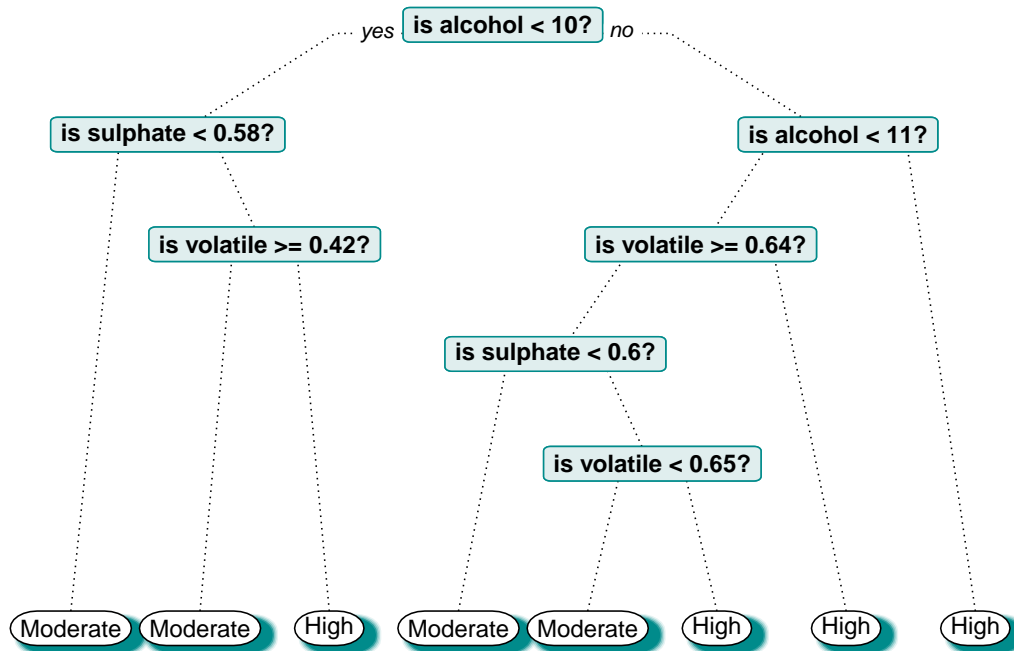 yes is alcohol < 10? no
is sulphate < 0.58? is alcohol < 11?
is volatile >= 0.42? is volatile >= 0.64?
is sulphate < 0.6?
is volatile < 0.65?
Moderate Moderate High Moderate Moderate High High High